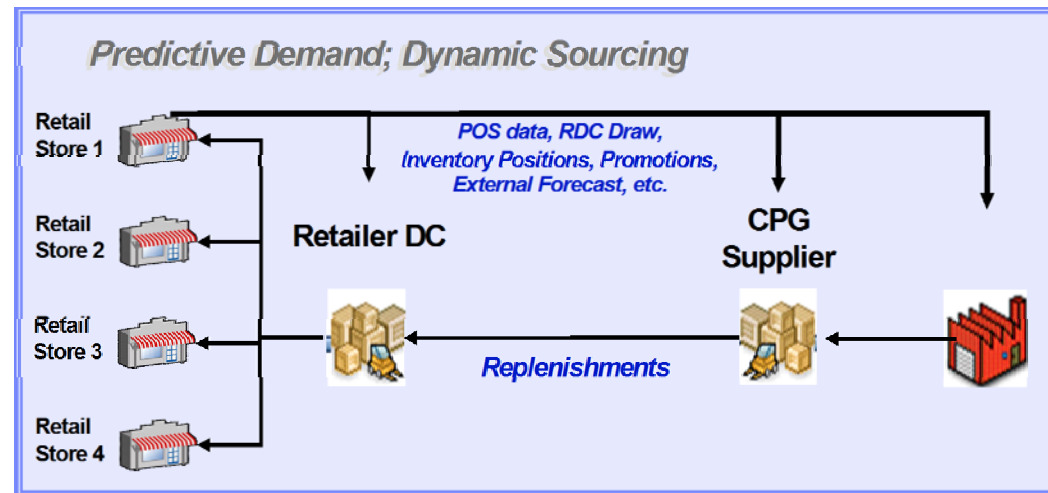 Predictive Demand; Dynamic Sourcing
Retail
Store 1
POS data, RDC Draw,
Inventory Positions, Promotions,
External Forecast, etc.
Retail
Store 2
Retailer DC
CPG
Supplier
Retail
Store 3
Replenishments
Retail
Store 4